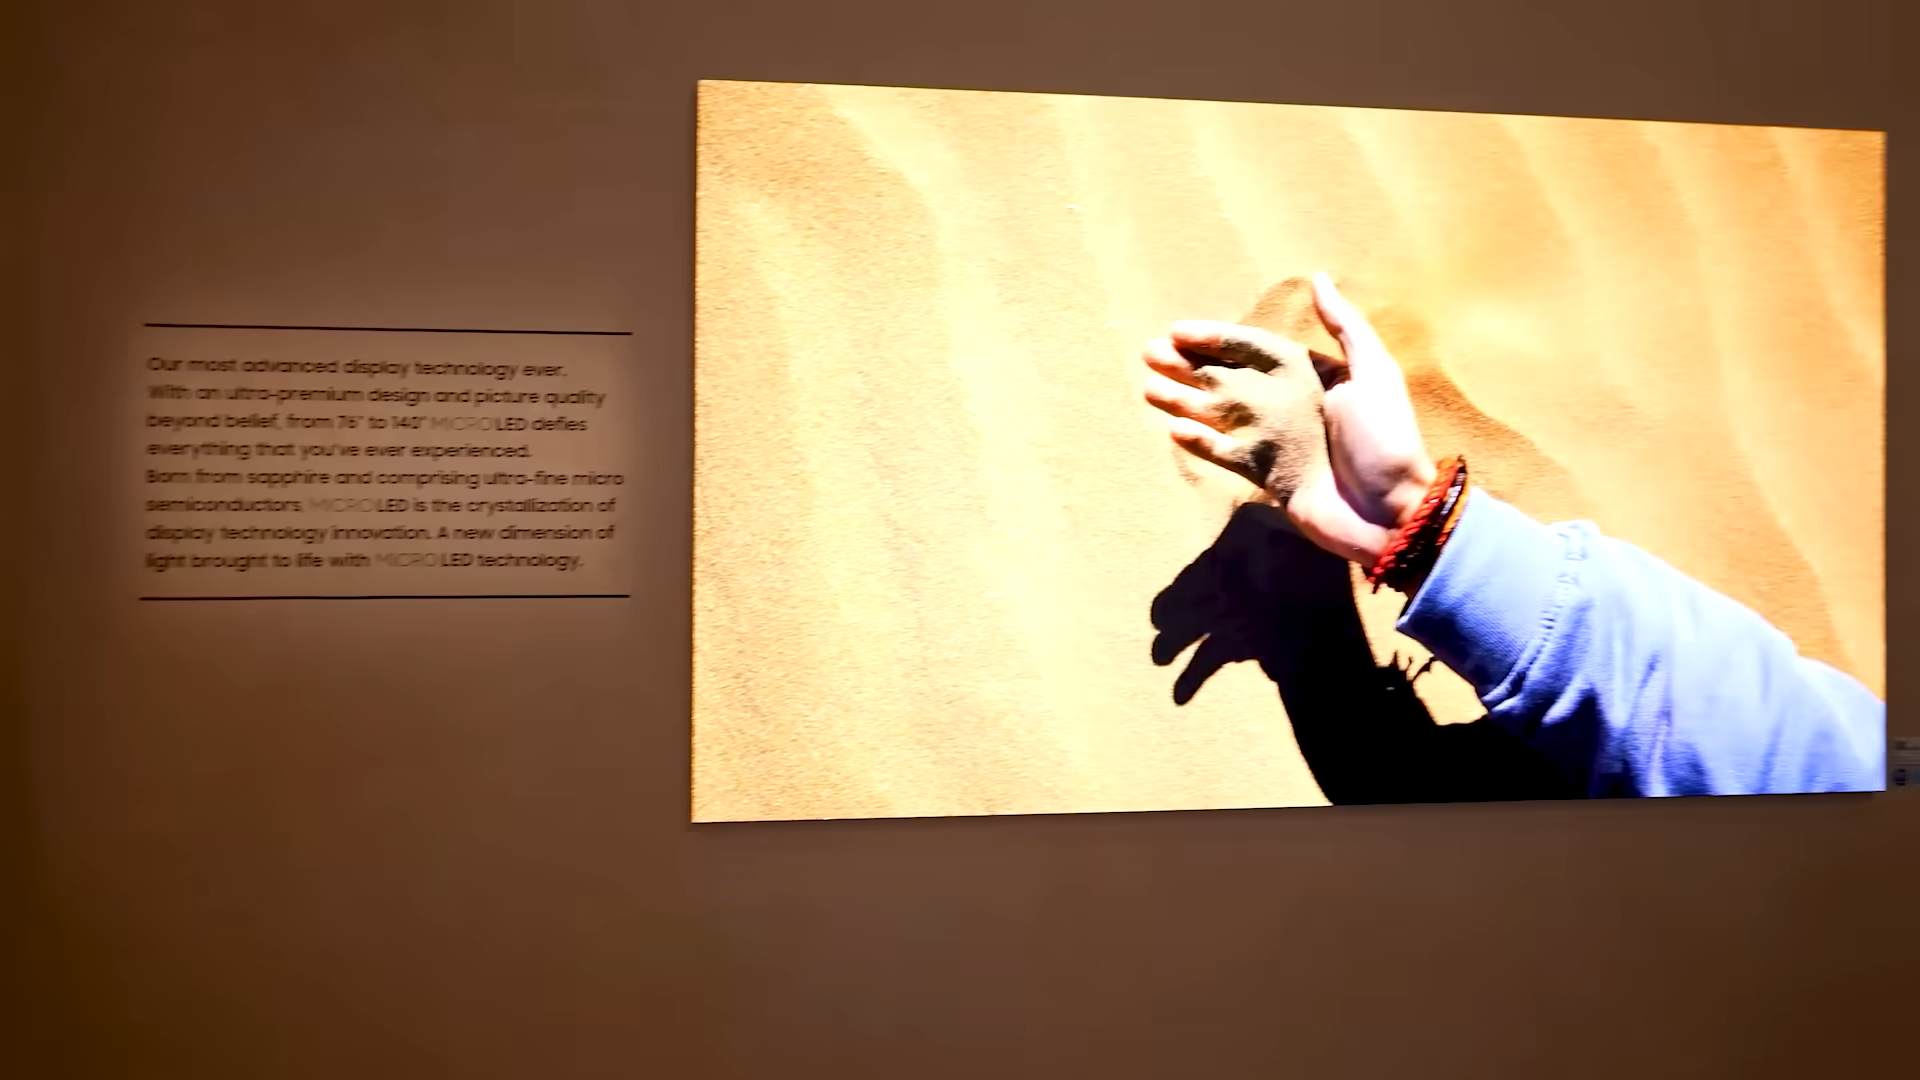 Our most advanced display technology ever.
With an ultra-premium design and picture quality
beyond belief, from 76" to 140" MICRO LED defies
everything that you've ever experienced.
Born from sapphire and comprising ultra-fine micro
semiconductors, MICRO LED is the crystallization of
display technology innovation. A new dimension of
light brought to life with MICRO LED technology.